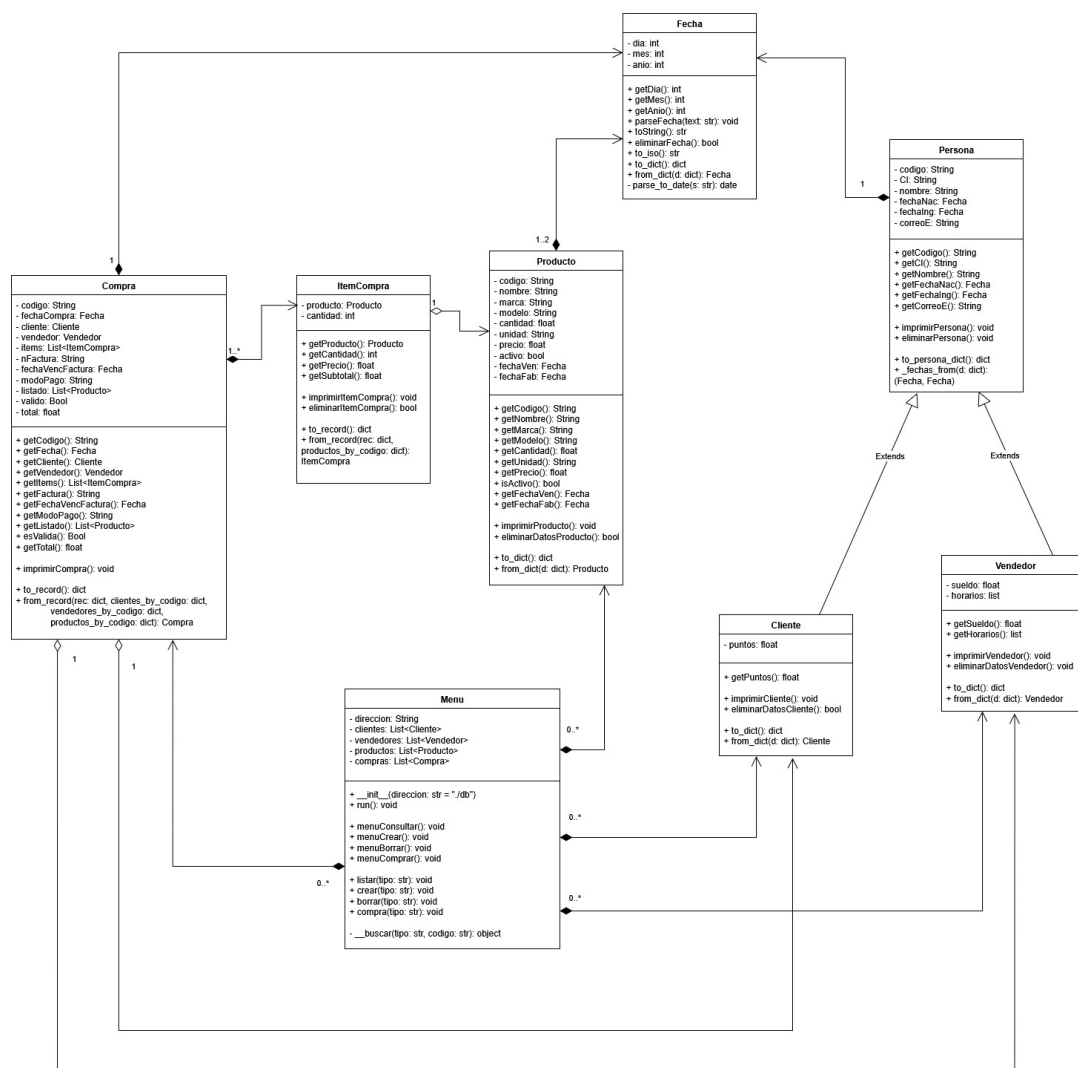 Fecha
- dia: int
- mes: int
- anio: int
+ getDia(): int
+ getMes(): int
+ getAnio(): int
+ parseFecha(text: str): void
+ toString(): str
+ eliminarFecha(): bool
+ to_iso(): str
+ to_dict(): dict
+ from_dict(d: dict): Fecha
- parse_to_date(s: str): date
Persona
- codigo: String
- CI: String
- nombre: String
- fechaNac: Fecha
- fechaIng: Fecha
- correoE: String
+ getCodigo(): String
+ getCI(): String
+ getNombre(): String
+ getFechaNac(): Fecha
+ getFechaIng(): Fecha
+ getCorreoE(): String
+ imprimirPersona(): void
+ eliminarPersona(): void
+ to_persona_dict(): dict
+ _fechas_from(d: dict):
(Fecha, Fecha)
1
1..2
1
Compra
- codigo: String
- fechaCompra: Fecha
- cliente: Cliente
- vendedor: Vendedor
- items: List<ItemCompra>
- nFactura: String
- fechaVencFactura: Fecha
- modoPago: String
- listado: List<Producto>
- valido: Bool
- total: float
+ getCodigo(): String
+ getFecha(): Fecha
+ getCliente(): Cliente
+ getVendedor(): Vendedor
+ getItems(): List<ItemCompra>
+ getFactura(): String
+ getFechaVencFactura(): Fecha
+ getModoPago(): String
+ getListado(): List<Producto>
+ esValida(): Bool
+ getTotal(): float
+ imprimirCompra(): void
+ to_record(): dict
+ from_record(rec: dict, clientes_by_codigo: dict,
vendedores_by_codigo: dict,
productos_by_codigo: dict): Compra
1..*
1
1
ItemCompra
- producto: Producto
- cantidad: int
+ getProducto(): Producto
+ getCantidad(): int
+ getPrecio(): float
+ getSubtotal(): float
+ imprimirItemCompra(): void
+ eliminarItemCompra(): bool
+ to_record(): dict
+ from_record(rec: dict,
productos_by_codigo: dict):
ItemCompra
1
Producto
- codigo: String
- nombre: String
- marca: String
- modelo: String
- cantidad: float
- unidad: String
- precio: float
- activo: bool
- fechaVen: Fecha
- fechaFab: Fecha
+ getCodigo(): String
+ getNombre(): String
+ getMarca(): String
+ getModelo(): String
+ getCantidad(): float
+ getUnidad(): String
+ getPrecio(): float
+ isActivo(): bool
+ getFechaVen(): Fecha
+ getFechaFab(): Fecha
+ imprimirProducto(): void
+ eliminarDatosProducto(): bool
+ to_dict(): dict
+ from_dict(d: dict): Producto
Extends
Extends
Vendedor
- sueldo: float
- horarios: list
+ getSueldo(): float
+ getHorarios(): list
+ imprimirVendedor(): void
+ eliminarDatosVendedor(): void
+ to_dict(): dict
+ from_dict(d: dict): Vendedor
Cliente
- puntos: float
+ getPuntos(): float
+ imprimirCliente(): void
+ eliminarDatosCliente(): bool
+ to_dict(): dict
+ from_dict(d: dict): Cliente
Menu
- direccion: String
- clientes: List<Cliente>
- vendedores: List<Vendedor>
- productos: List<Producto>
- compras: List<Compra>
+ __init__(direccion: str = "./db")
+ run(): void
+ menuConsultar(): void
+ menuCrear(): void
+ menuBorrar(): void
+ menuComprar(): void
+ listar(tipo: str): void
+ crear(tipo: str): void
+ borrar(tipo: str): void
+ compra(tipo: str): void
- __buscar(tipo: str, codigo: str): object
0..*
0..*
0..*
0..*